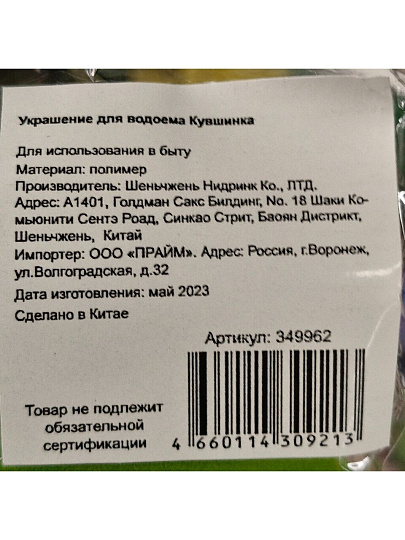 Украшение для водоема Кувшинка
Для использования в быту
Материал: полимер
Производитель: Шеньчжень Нидринк Ко., ЛТД.
Адрес: А1401, Голдман Сакс Билдинг, No. 18 Шаки Ко-
мьюнити Сентэ Роад, Синкао Стрит, Баоян Дистрикт,
Шеньчжень, Китай
Импортер: ООО «ПРАЙМ». Адрес: Россия, г.Воронеж,
ул.Волгоградская, д.32
Дата изготовления: май 2023
Сделано в Китае
Артикул: 349962
Товар не подлежит
обязательной
сертификации
4 660114 309213